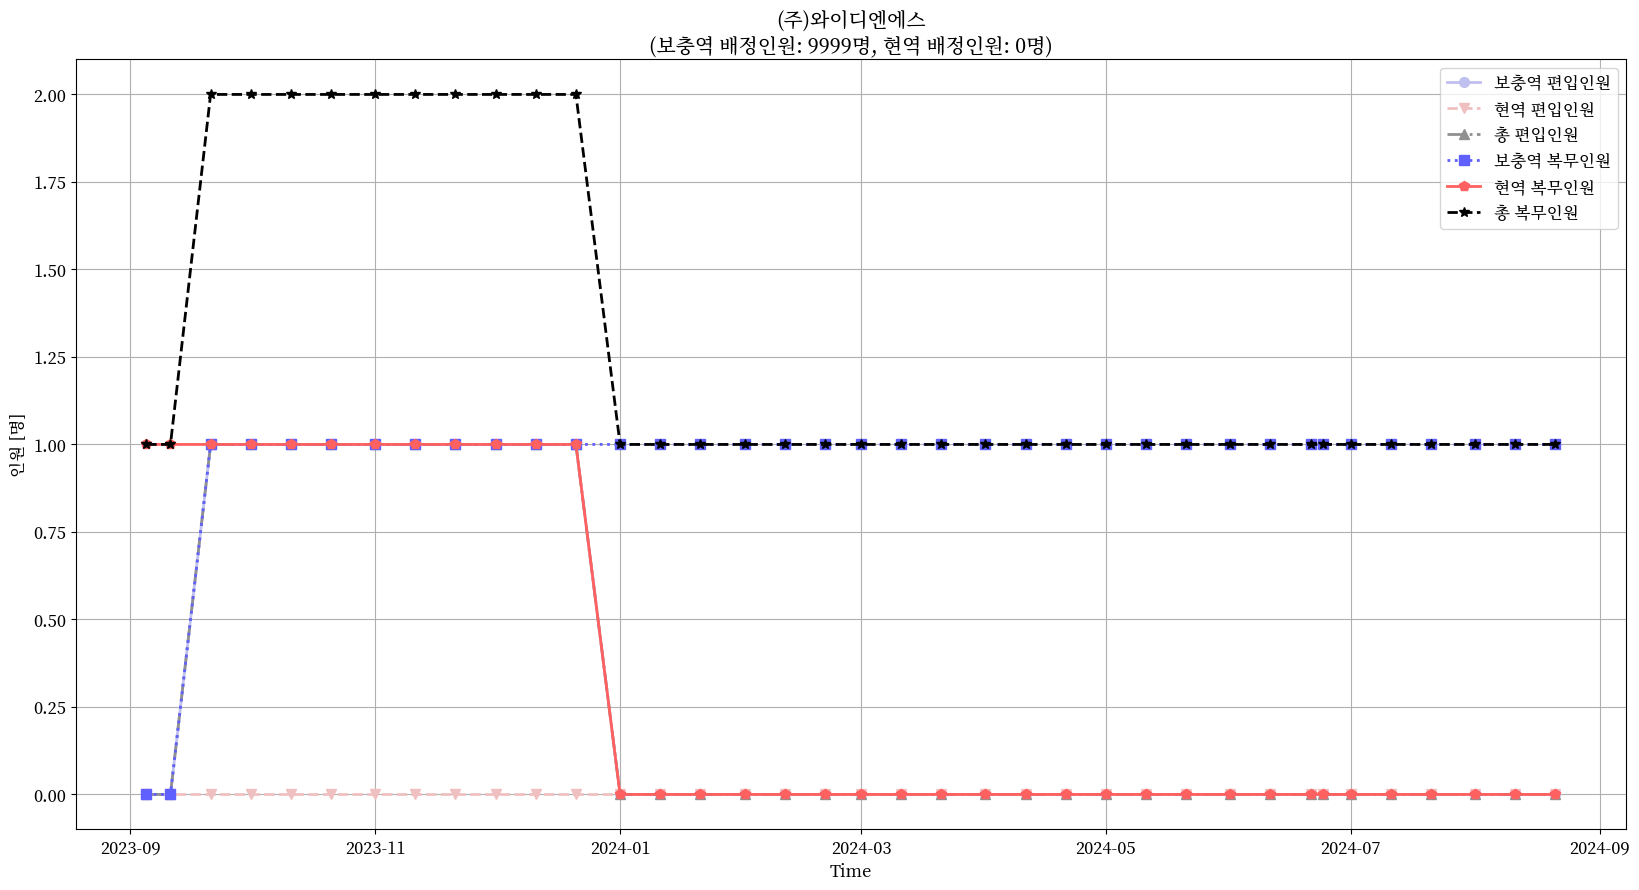 (주)와이디엔에스
(보충역 배정인원: 9999명, 현역 배정인원: 0명)
보충역 편입인원
현역 편입인원
총 편입인원
보충역 복무인원
현역 복무인원
총 복무인원
인원 [명]
2.00
1.75
1.50
1.25
1.00
0.75
0.50
0.25
0.00
2023-09 2023-11 2024-01 2024-03 2024-05 2024-07 2024-09
Time